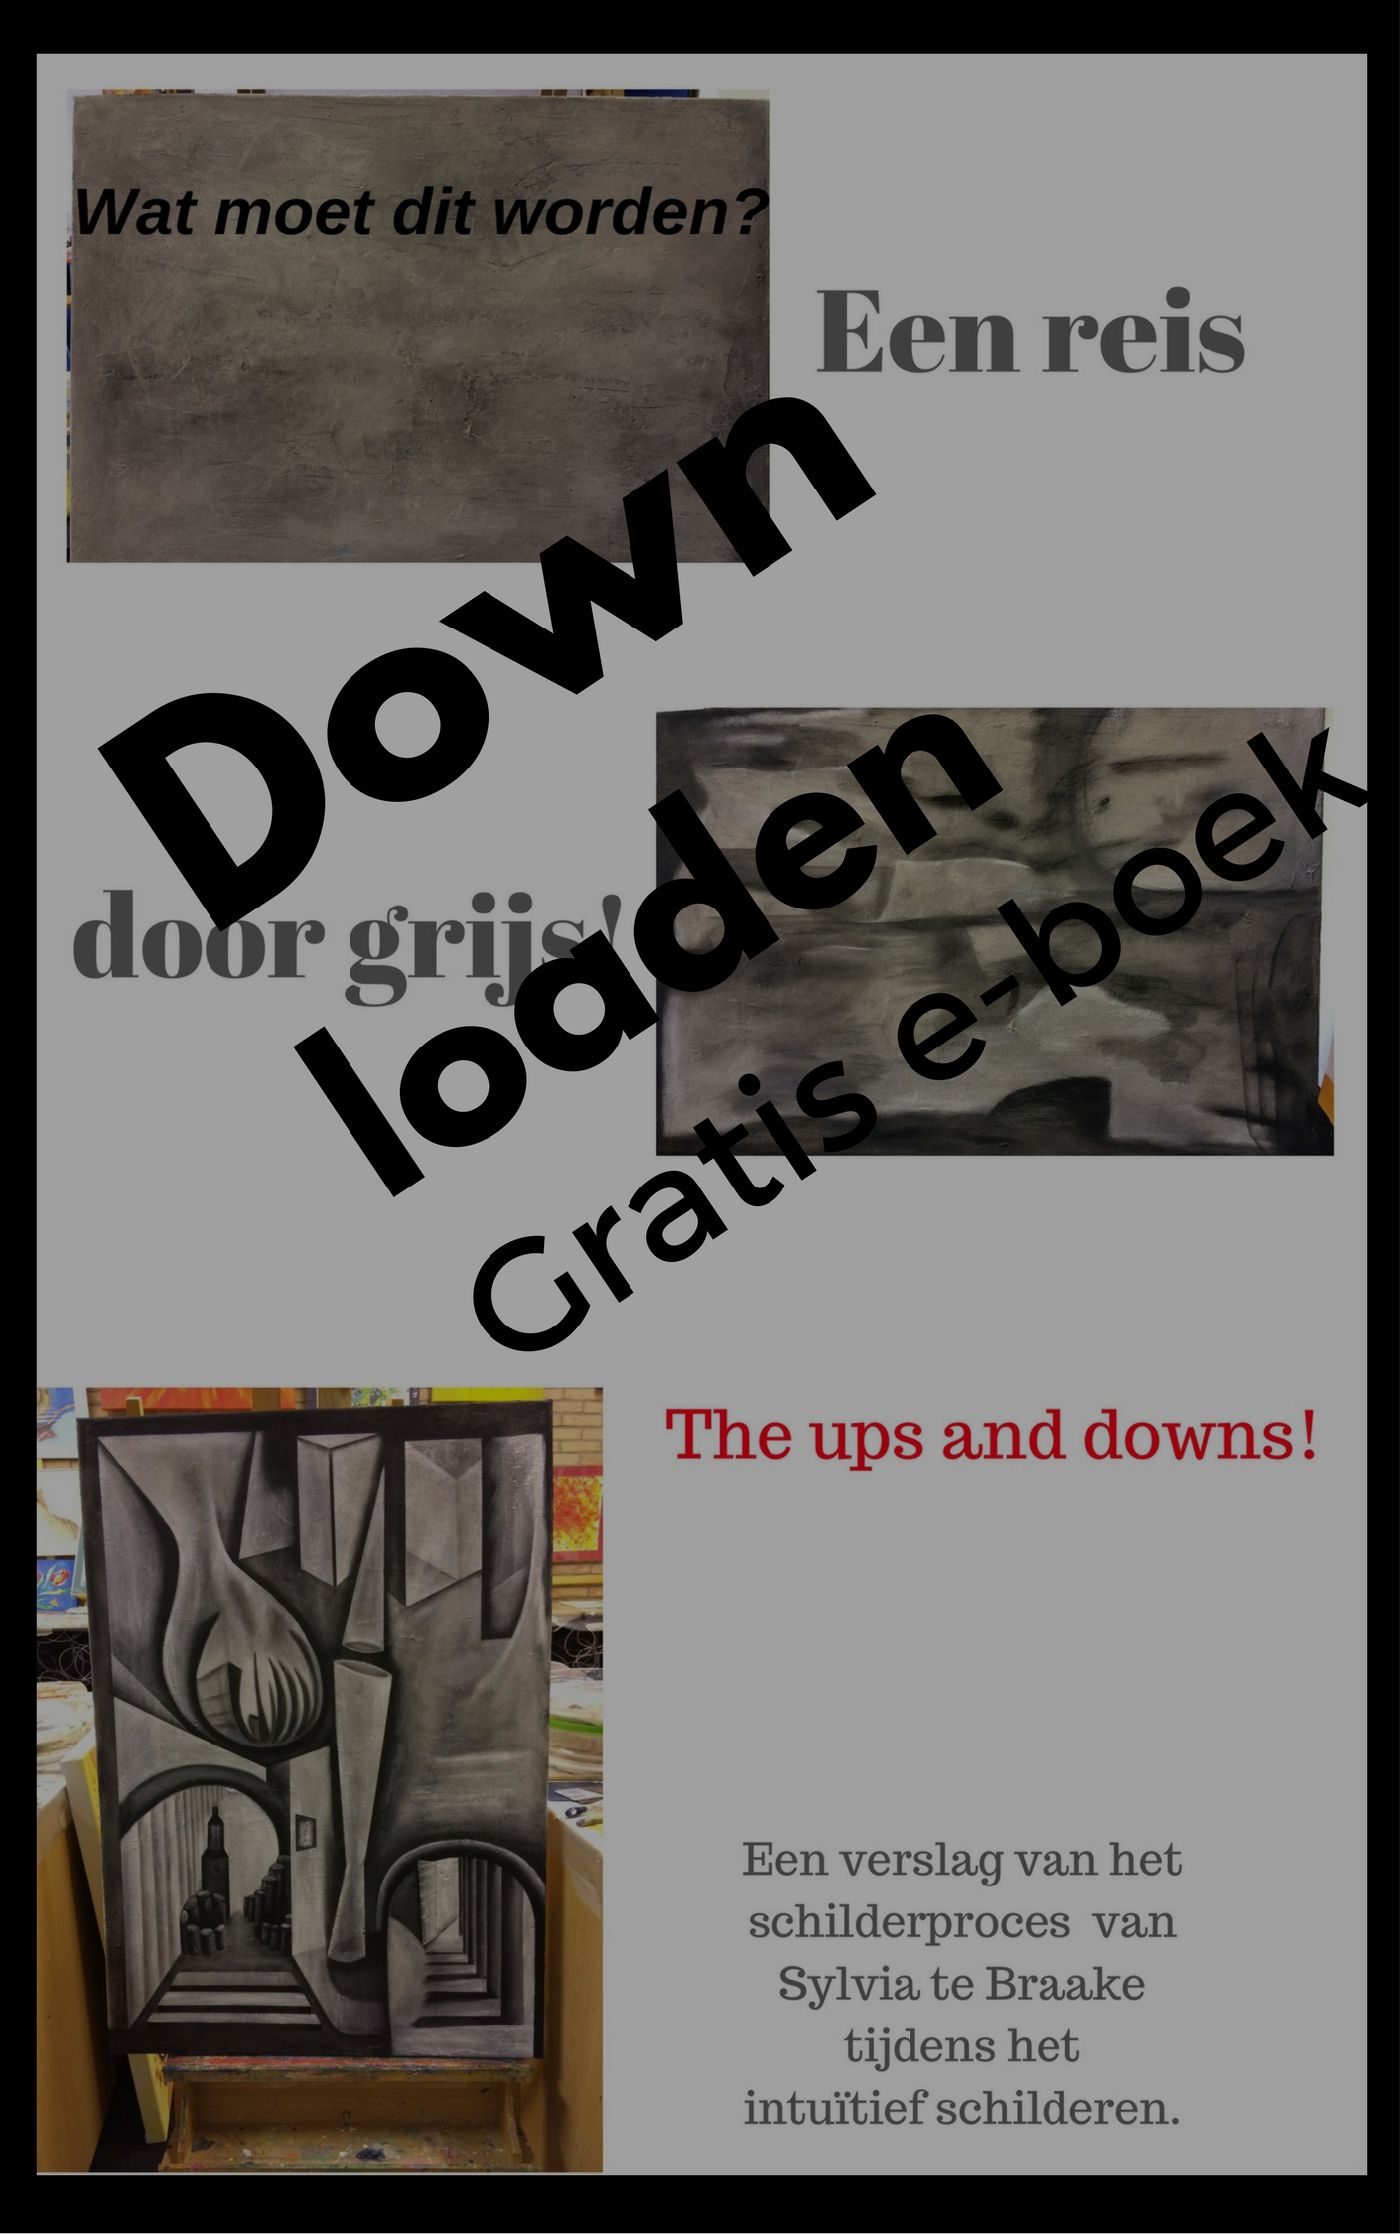 Wat moet dit worden?
Een reis
Down
loaden
Gratis e-boek
door grijs!
The ups and downs!
Een verslag van het
schilderproces van
Sylvia te Braake
tijdens het
intuïtief schilderen.